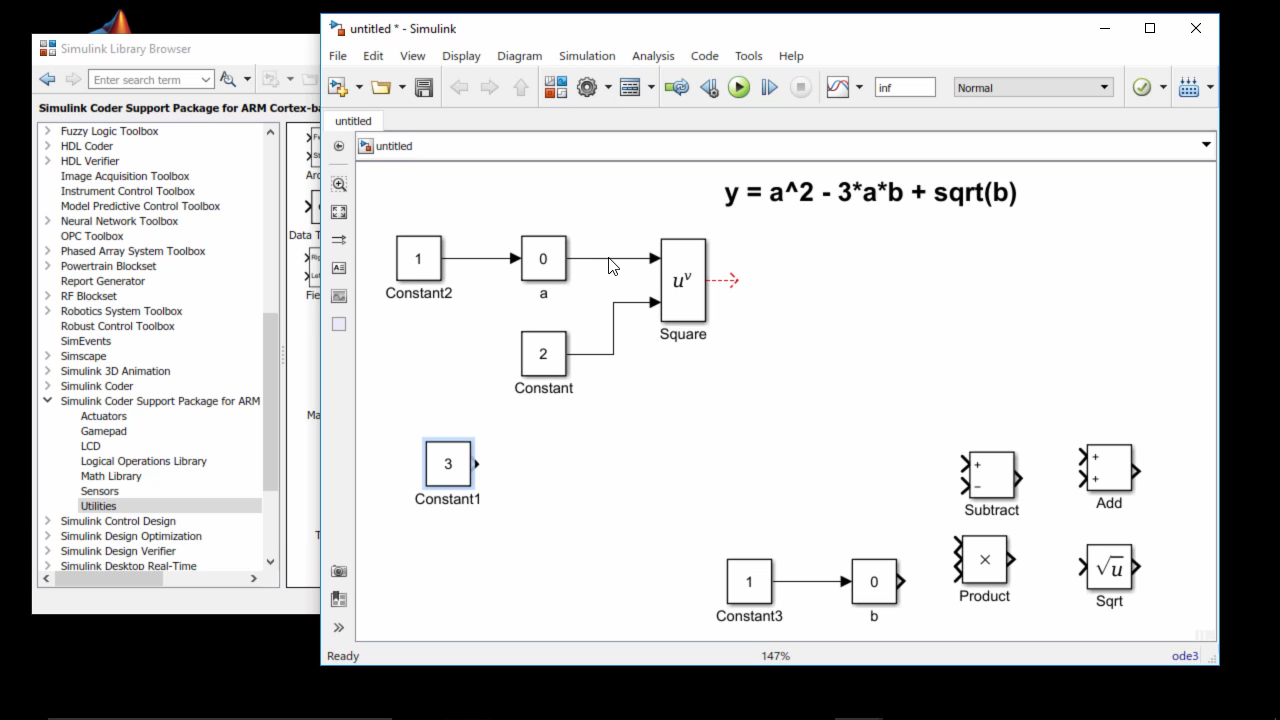 Simulink Library Browser
Enter search term
Simulink Coder Support Package for ARM Cortex-ba
Fuzzy Logic Toolbox
HDL Coder
HDL Verifier
Image Acquisition Toolbox
Instrument Control Toolbox
Model Predictive Control Toolbox
Neural Network Toolbox
OPC Toolbox
Phased Array System Toolbox
Powertrain Blockset
Report Generator
RF Blockset
Robotics System Toolbox
Robust Control Toolbox
SimEvents
Simscape
Simulink 3D Animation
Simulink Coder
Simulink Coder Support Package for ARM
Actuators
Gamepad
LCD
Logical Operations Library
Math Library
Sensors
Utilities
Simulink Control Design
Simulink Design Optimization
Simulink Design Verifier
Simulink Desktop Real-Time
Data T
Fie
Ma
untitled * - Simulink
File Edit View Display Diagram Simulation Analysis Code Tools Help
inf Normal
untitled
untitled
y = a^2 - 3*a*b + sqrt(b)
1 0
Constant2 a
u^v
Square
2
Constant
3
Constant1
+
−
Subtract
+
+
Add
×
Product
√u
Sqrt
1 0
Constant3 b
Ready 147% ode3